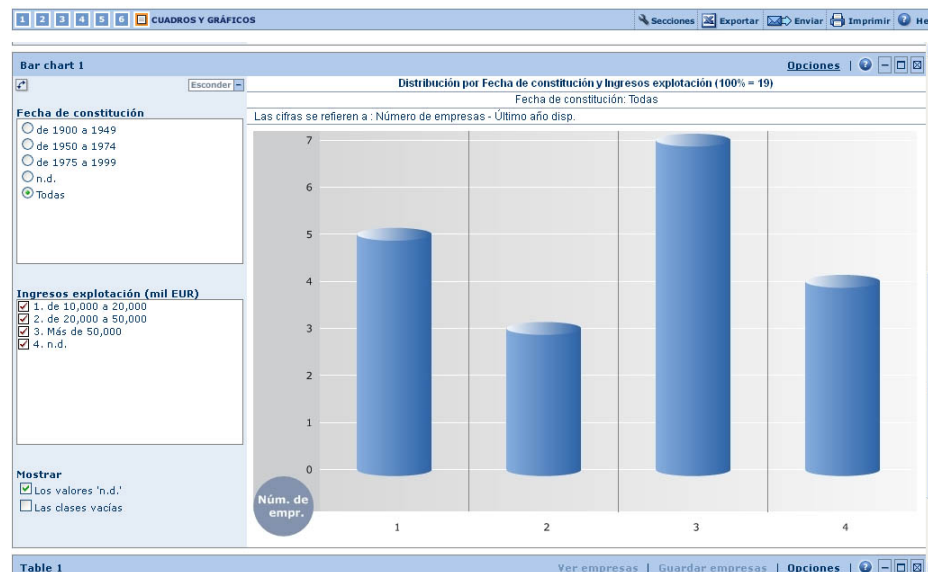 1 2 3 4 5 6 CUADROS Y GRÁFICOS Secciones Exportar Enviar Imprimir
Bar chart 1 Opciones | ?
Esconder
Distribución por Fecha de constitución y Ingresos explotación (100% = 19)
Fecha de constitución: Todas
Las cifras se refieren a : Número de empresas - Último año disp.
Fecha de constitución
de 1900 a 1949
de 1950 a 1974
de 1975 a 1999
n.d.
Todas
Ingresos explotación (mil EUR)
1. de 10,000 a 20,000
2. de 20,000 a 50,000
3. Más de 50,000
4. n.d.
Mostrar
Los valores 'n.d.'
Las clases vacías
7
6
5
4
3
2
1
0
Núm. de
empr.
1 2 3 4
Table 1 Ver empresas | Guardar empresas | Opciones | ?